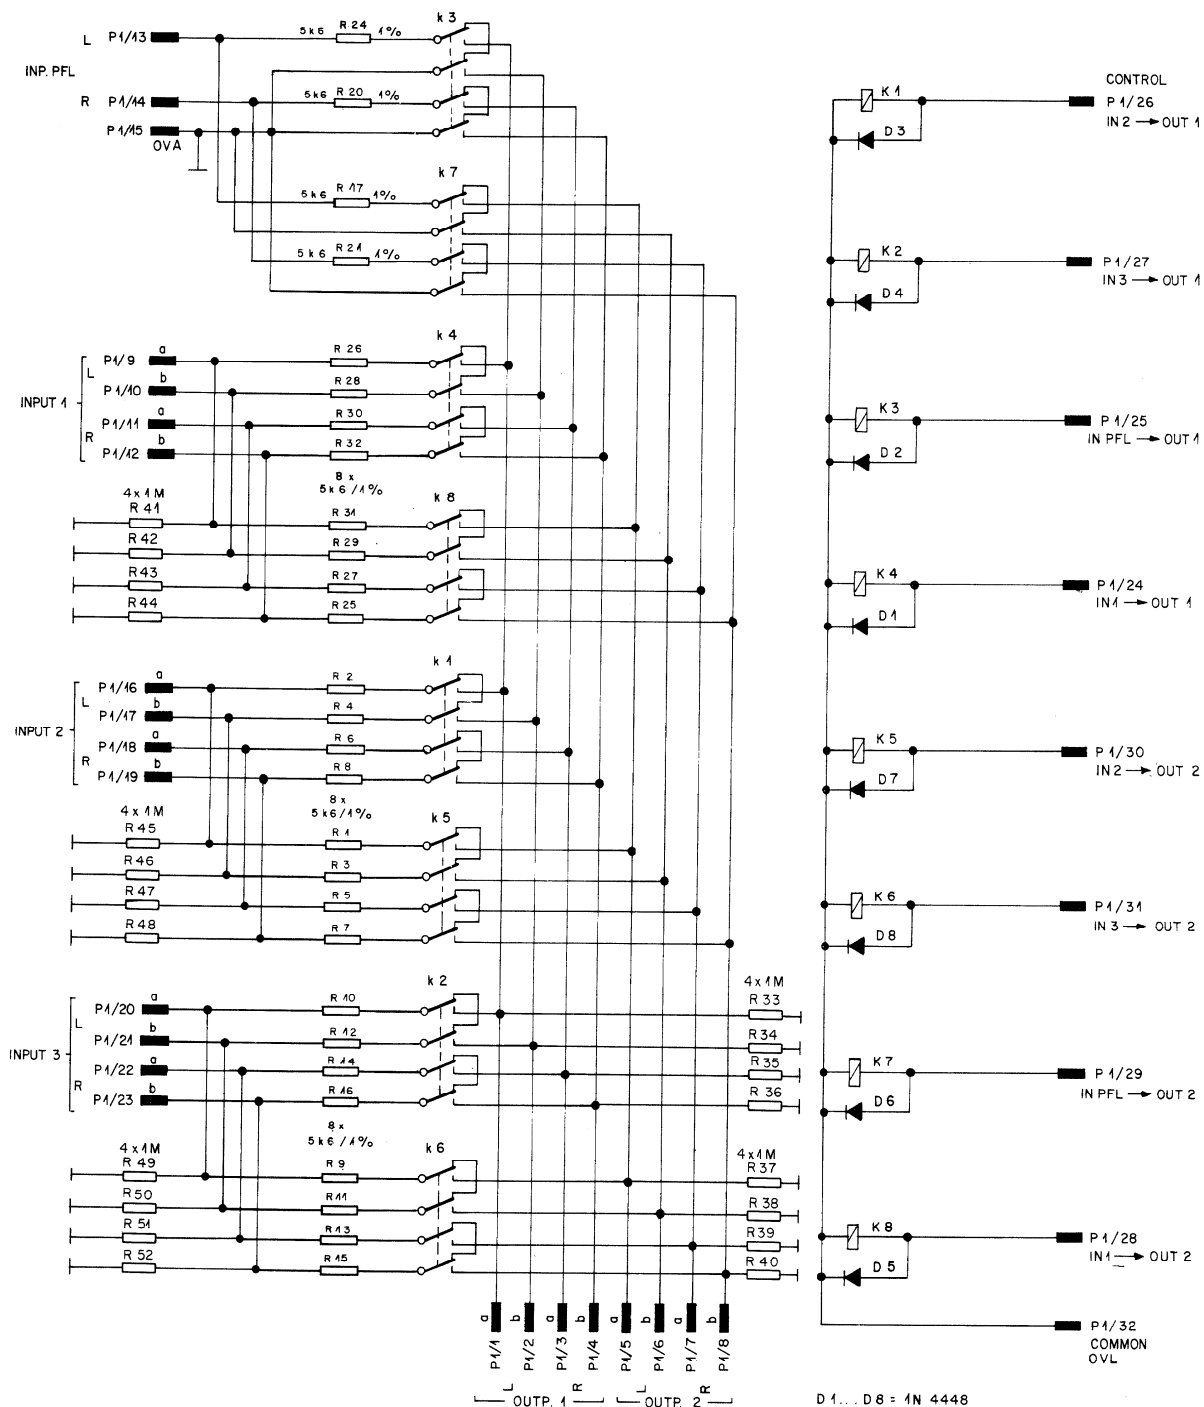 k 3
L P1/13
5k6 R 24 1%
INP. PFL
R P1/14
5k6 R 20 1%
P1/15
OVA
k 7
5k6 R 17 1%
5k6 R 21 1%
INPUT 1
L
R
P1/9 a
P1/10 b
P1/11 a
P1/12 b
k 4
R 26
R 28
R 30
R 32
8 x
5k6 / 1%
4 x 1M
R 41
R 42
R 43
R 44
k 8
R 31
R 29
R 27
R 25
INPUT 2
L
R
P1/16 a
P1/17 b
P1/18 a
P1/19 b
k 1
R 2
R 4
R 6
R 8
8 x
5k6/1%
4 x 1M
R 45
R 46
R 47
R 48
k 5
R 1
R 3
R 5
R 7
INPUT 3
L
R
P1/20 a
P1/21 b
P1/22 a
P1/23 b
k 2
R 10
R 12
R 14
R 16
8 x
5k6 / 1%
4 x 1M
R 33
R 34
R 35
R 36
4 x 1M
R 49
R 50
R 51
R 52
k 6
R 9
R 11
R 13
R 15
4 x 1M
R 37
R 38
R 39
R 40
a b a b a b a b
P1/1 P1/2 P1/3 P1/4 P1/5 P1/6 P1/7 P1/8
L R L R
OUTP. 1 OUTP. 2
CONTROL
K 1
D 3
P 1/26
IN 2 → OUT 1
K 2
D 4
P 1/27
IN 3 → OUT 1
K 3
D 2
P 1/25
IN PFL → OUT 1
K 4
D 1
P 1/24
IN 1 → OUT 1
K 5
D 7
P 1/30
IN 2 → OUT 2
K 6
D 8
P 1/31
IN 3 → OUT 2
K 7
D 6
P 1/29
IN PFL → OUT 2
K 8
D 5
P 1/28
IN 1 → OUT 2
P 1/32
COMMON
OVL
D 1... D 8 = 1N 4448